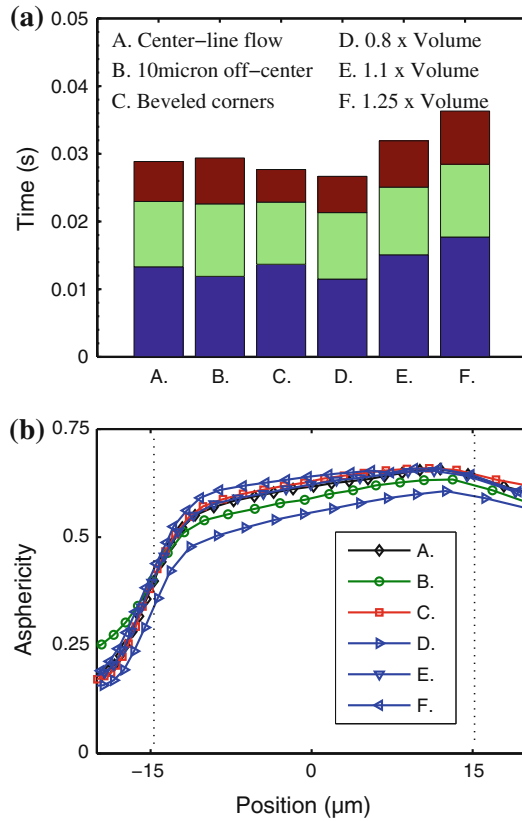 (a)
0.05
A. Center-line flow D. 0.8 x Volume
B. 10micron off-center E. 1.1 x Volume
C. Beveled corners F. 1.25 x Volume
0.04
0.03
0.02
0.01
0
Time (s)
A. B. C. D. E. F.
(b)
0.75
0.5
0.25
0
Asphericity
A.
B.
C.
D.
E.
F.
−15 0 15
Position (μm)